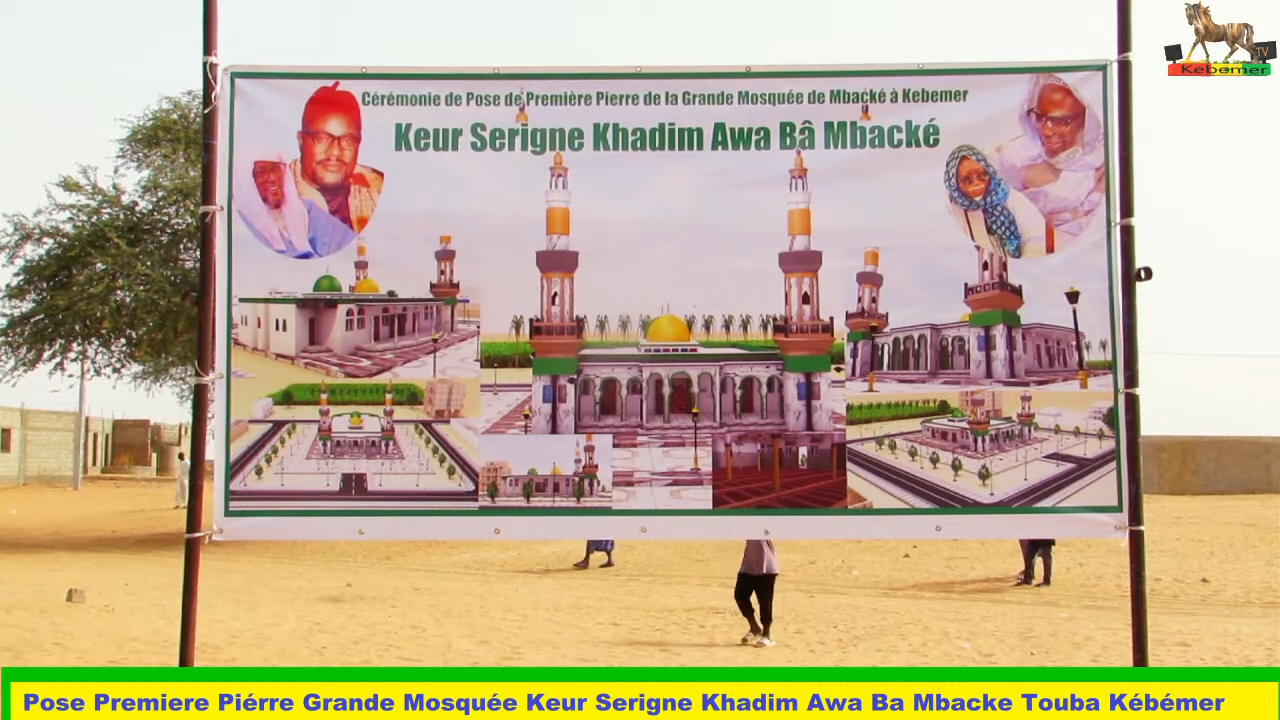 TV
Kebemer
Cérémonie de Pose de Première Pierre de la Grande Mosquée de Mbacké à Kebemer
Keur Serigne Khadim Awa Bâ Mbacké
Pose Premiere Piérre Grande Mosquée Keur Serigne Khadim Awa Ba Mbacke Touba Kébémer